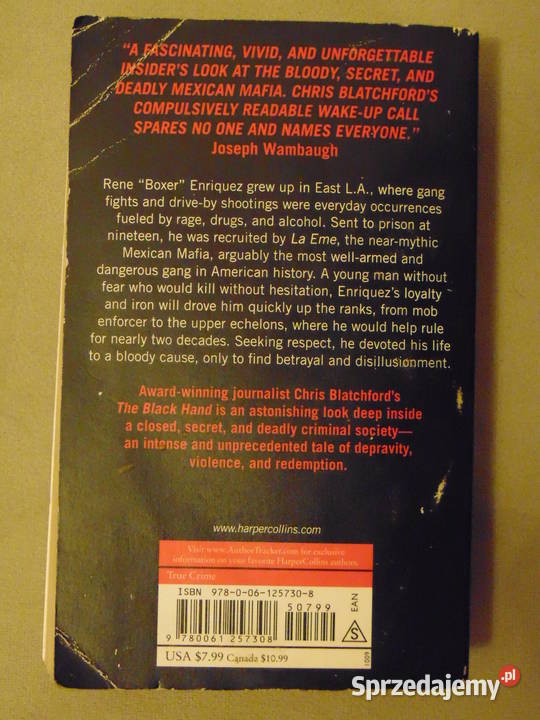 “A FASCINATING, VIVID, AND UNFORGETTABLE
INSIDER’S LOOK AT THE BLOODY, SECRET, AND
DEADLY MEXICAN MAFIA. CHRIS BLATCHFORD’S
COMPULSIVELY READABLE WAKE-UP CALL
SPARES NO ONE AND NAMES EVERYONE.”
Joseph Wambaugh
Rene “Boxer” Enriquez grew up in East L.A., where gang
fights and drive-by shootings were everyday occurrences
fueled by rage, drugs, and alcohol. Sent to prison at
nineteen, he was recruited by La Eme, the near-mythic
Mexican Mafia, arguably the most well-armed and
dangerous gang in American history. A young man without
fear who would kill without hesitation, Enriquez’s loyalty
and iron will drove him quickly up the ranks, from mob
enforcer to the upper echelons, where he would help rule
for nearly two decades. Seeking respect, he devoted his life
to a bloody cause, only to find betrayal and disillusionment.
Award-winning journalist Chris Blatchford’s
The Black Hand is an astonishing look deep inside
a closed, secret, and deadly criminal society—
an intense and unprecedented tale of depravity,
violence, and redemption.
www.harpercollins.com
Visit www.AuthorTracker.com for exclusive
information on your favorite HarperCollins authors.
True Crime
ISBN 978-0-06-125730-8
50799
EAN
S
9 780061 257308
USA $7.99 Canada $10.99
1009
Sprzedajemy.pl